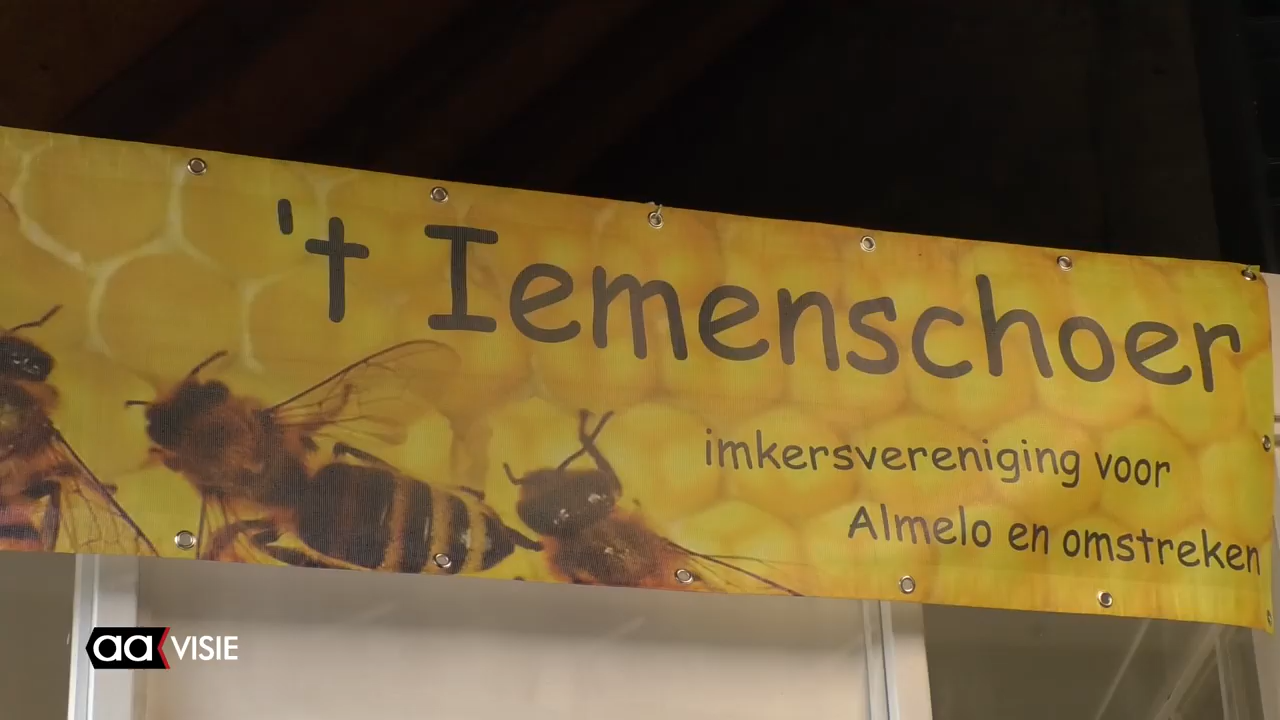 't Iemenschoer
imkersvereniging voor
Almelo en omstreken
aa VISIE